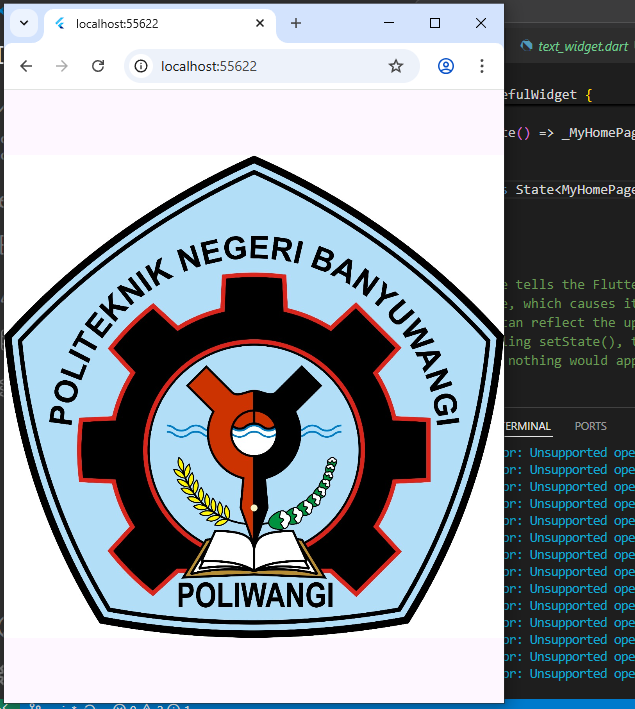 localhost:55622
localhost:55622
POLITEKNIK NEGERI BANYUWANGI
POLIWANGI
text_widget.dart
efulWidget {
te() => _MyHomePag
State<MyHomePage
e tells the Flutte
e, which causes it
can reflect the up
ling setState(), t
nothing would app
ERMINAL PORTS
or: Unsupported ope
or: Unsupported ope
or: Unsupported ope
or: Unsupported ope
or: Unsupported ope
or: Unsupported ope
or: Unsupported ope
or: Unsupported ope
or: Unsupported ope
or: Unsupported ope
or: Unsupported ope
or: Unsupported ope
or: Unsupported ope
or: Unsupported ope